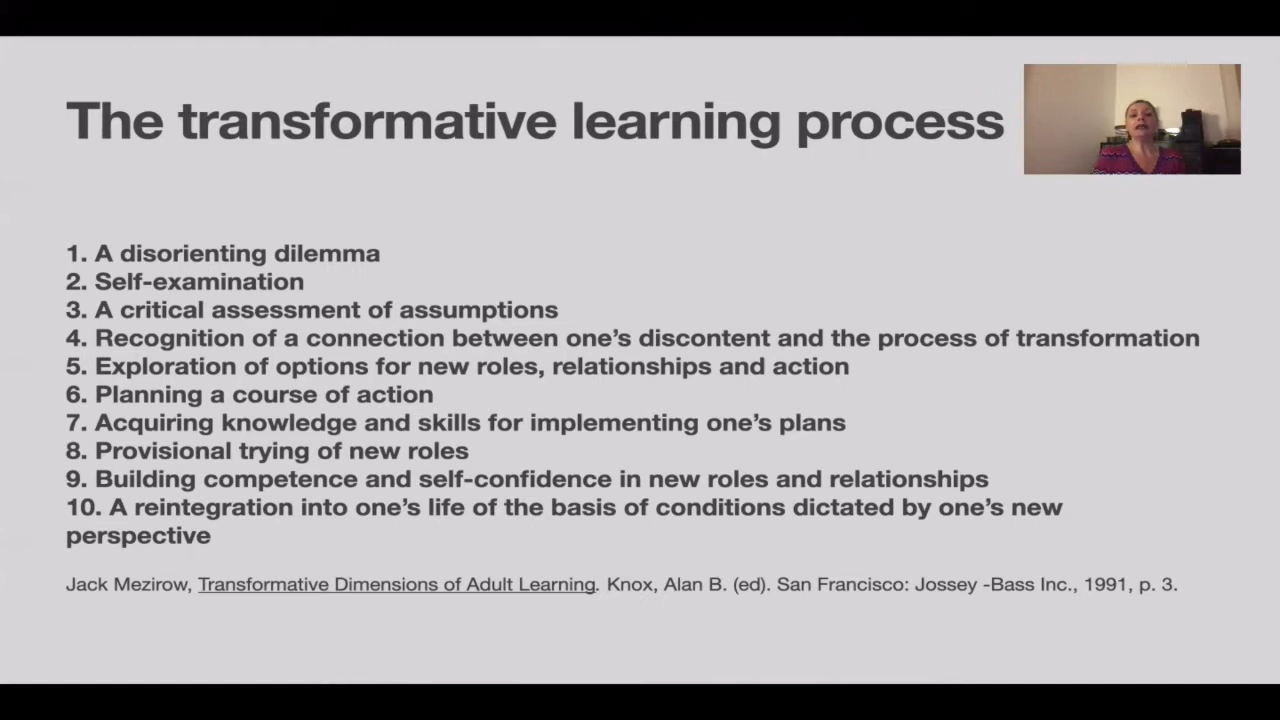 The transformative learning process
1. A disorienting dilemma
2. Self-examination
3. A critical assessment of assumptions
4. Recognition of a connection between one’s discontent and the process of transformation
5. Exploration of options for new roles, relationships and action
6. Planning a course of action
7. Acquiring knowledge and skills for implementing one’s plans
8. Provisional trying of new roles
9. Building competence and self-confidence in new roles and relationships
10. A reintegration into one’s life of the basis of conditions dictated by one’s new
perspective
Jack Mezirow, Transformative Dimensions of Adult Learning. Knox, Alan B. (ed). San Francisco: Jossey -Bass Inc., 1991, p. 3.